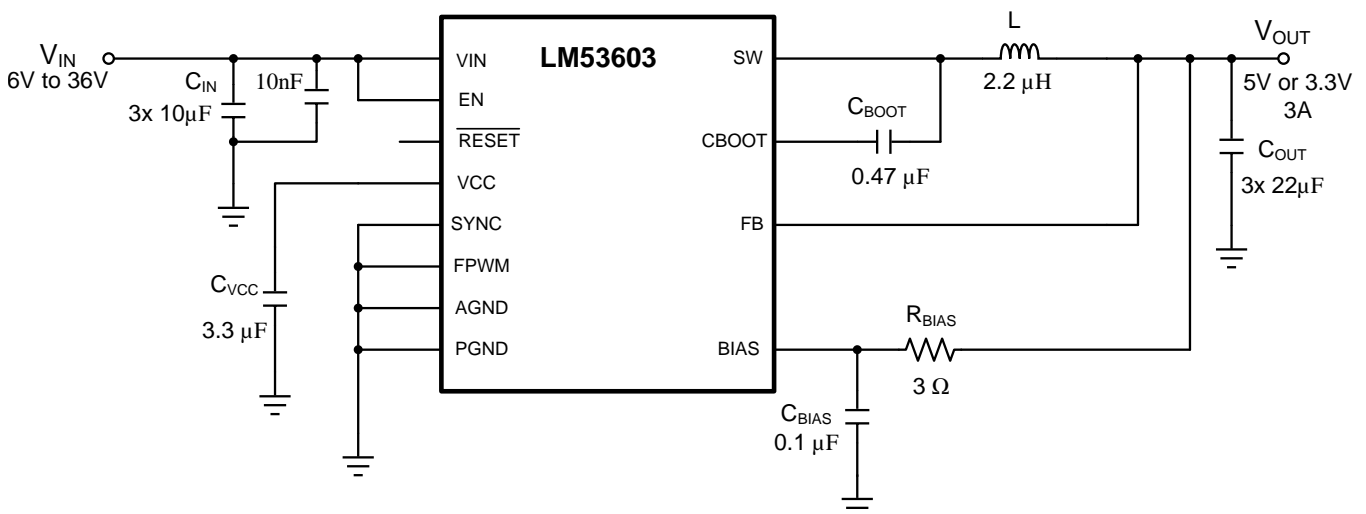 V_IN
6V to 36V
C_IN
3x 10µF
10nF
C_VCC
3.3 µF
LM53603
VIN
EN
RESET
VCC
SYNC
FPWM
AGND
PGND
SW
CBOOT
FB
BIAS
L
2.2 µH
C_BOOT
0.47 µF
R_BIAS
3 Ω
C_BIAS
0.1 µF
V_OUT
5V or 3.3V
3A
C_OUT
3x 22µF